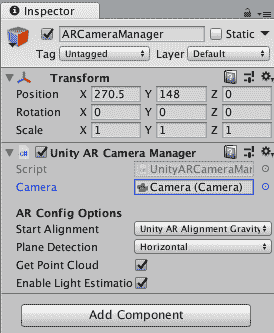 Inspector
ARCameraManager Static
Tag Untagged Layer Default
Transform
Position X 270.5 Y 148 Z 0
Rotation X 0 Y 0 Z 0
Scale X 1 Y 1 Z 1
Unity AR Camera Manager
Script UnityARCameraMan
Camera Camera (Camera)
AR Config Options
Start Alignment Unity AR Alignment Gravity
Plane Detection Horizontal
Get Point Cloud
Enable Light Estimatio
Add Component